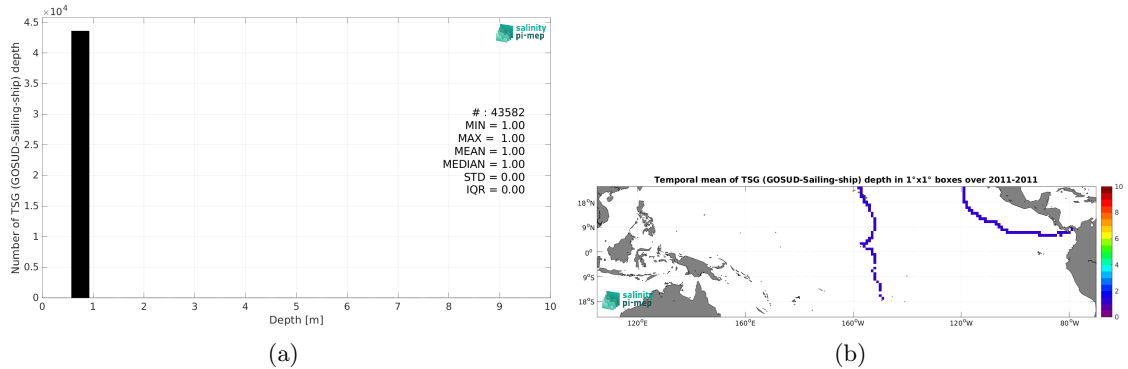 ×10⁴
4.5
4
3.5
3
2.5
2
1.5
1
0.5
0
Number of TSG (GOSUD-Sailing-ship) depth
salinity
pi-mep
# : 43582
MIN = 1.00
MAX = 1.00
MEAN = 1.00
MEDIAN = 1.00
STD = 0.00
IQR = 0.00
0 1 2 3 4 5 6 7 8 9 10
Depth [m]
(a)
Temporal mean of TSG (GOSUD-Sailing-ship) depth in 1°x1° boxes over 2011-2011
18°N
9°N
0°
9°S
18°S
salinity
pi-mep
120°E 160°E 160°W 120°W 80°W
10
8
6
4
2
0
(b)